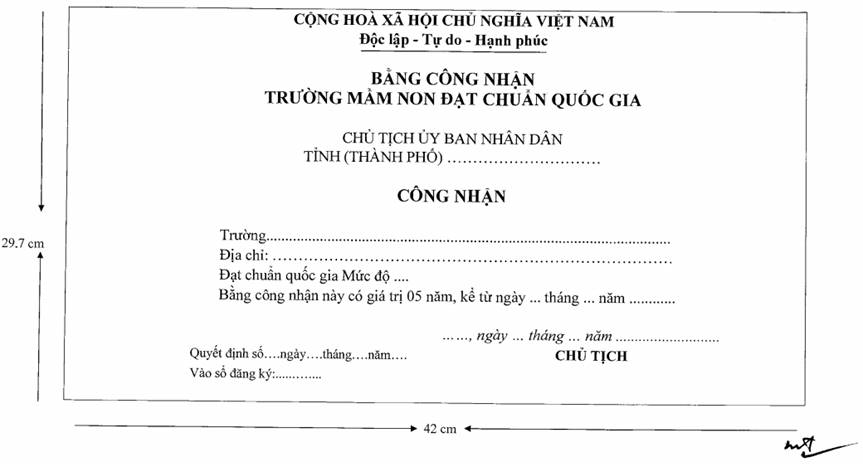 CỘNG HOÀ XÃ HỘI CHỦ NGHĨA VIỆT NAM
Độc lập - Tự do - Hạnh phúc
BẰNG CÔNG NHẬN
TRƯỜNG MẦM NON ĐẠT CHUẨN QUỐC GIA
CHỦ TỊCH ỦY BAN NHÂN DÂN
TỈNH (THÀNH PHỐ) …………………………
CÔNG NHẬN
Trường.............................................................................................................
Địa chỉ: ……………………………………………………………………
Đạt chuẩn quốc gia Mức độ ....
Bằng công nhận này có giá trị 05 năm, kể từ ngày ... tháng ... năm ............
29.7 cm
……, ngày ... tháng ... năm ...........................
Quyết định số….ngày….tháng….năm….
CHỦ TỊCH
Vào sổ đăng ký:............
42 cm